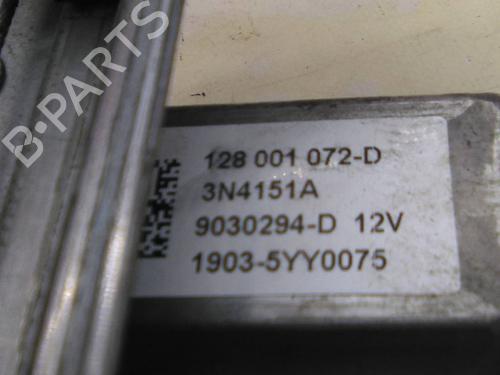 B-PARTS
128 001 072-D
3N4151A
9030294-D 12V
1903-5YY0075